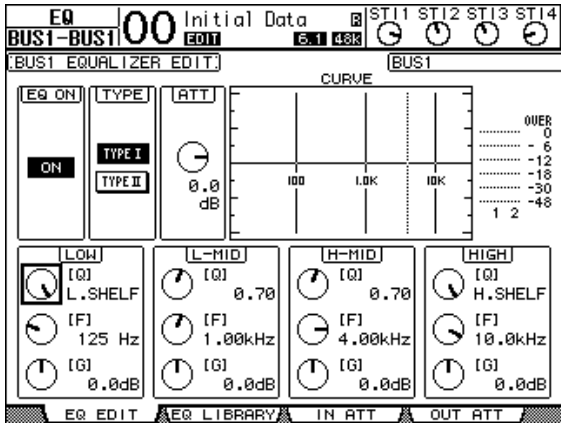 EQ
BUS1-BUS1
00
Initial Data
EDIT
6.1 48K
ST1 ST2 ST3 ST4
BUS1 EQUALIZER EDIT
BUS1
EQ ON
TYPE
ATT
CURVE
ON
TYPE I
TYPE II
0.0
dB
100 1.0K 10K
OVER
0
- 6
-12
-18
-30
-48
1 2
LOW
L-MID
H-MID
HIGH
[Q] [Q] [Q] [Q]
L.SHELF 0.70 0.70 H.SHELF
[F] [F] [F] [F]
125 Hz 1.00kHz 4.00kHz 10.0kHz
[G] [G] [G] [G]
0.0dB 0.0dB 0.0dB 0.0dB
EQ EDIT EQ LIBRARY IN ATT OUT ATT